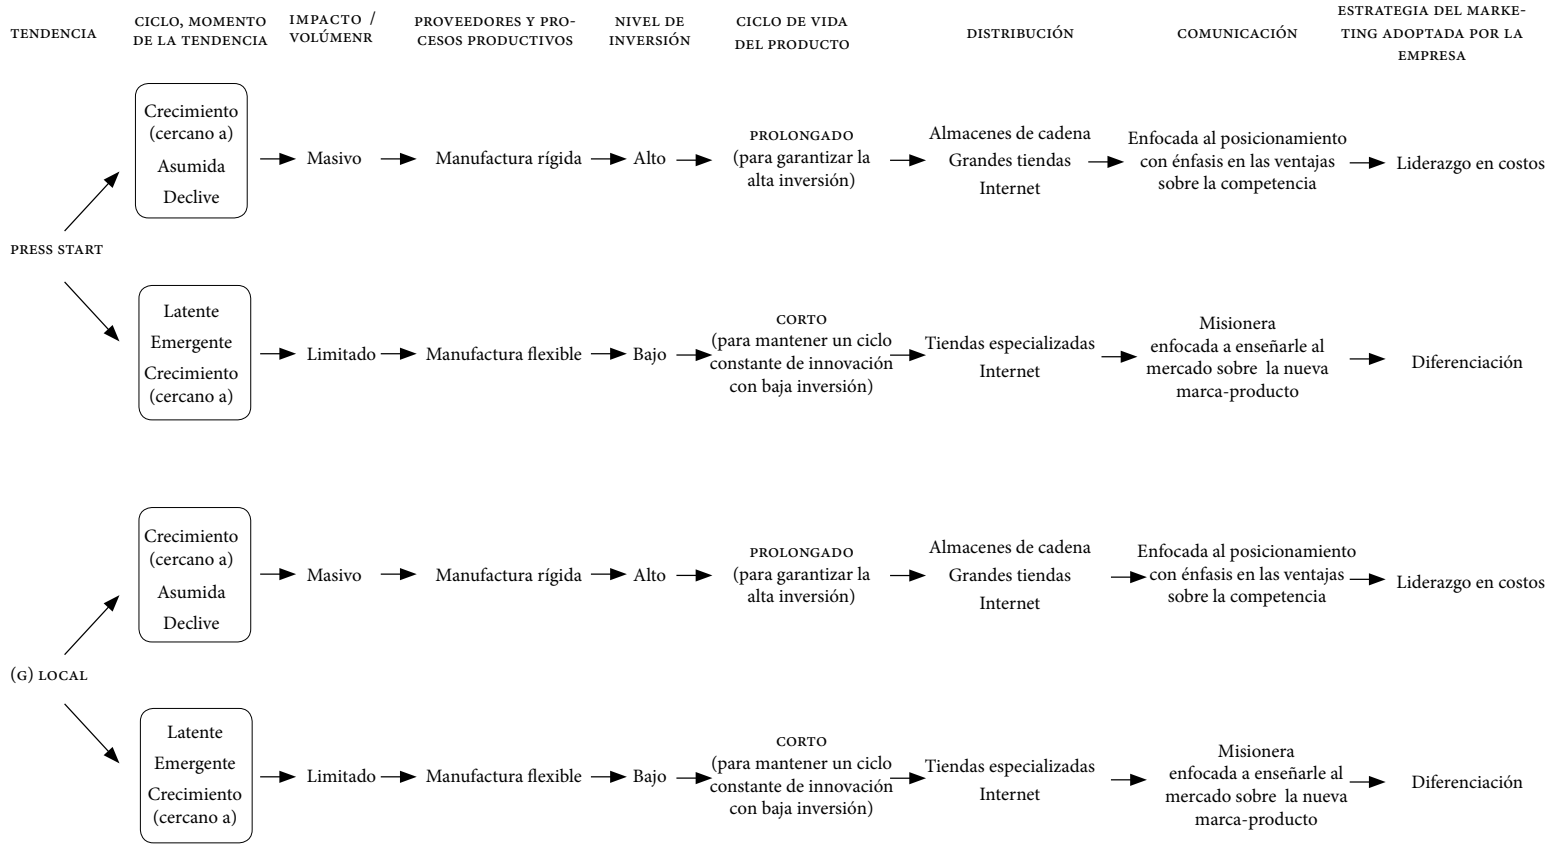 TENDENCIA
CICLO, MOMENTO
DE LA TENDENCIA
IMPACTO /
VOLÚMENR
PROVEEDORES Y PRO-
CESOS PRODUCTIVOS
NIVEL DE
INVERSIÓN
CICLO DE VIDA
DEL PRODUCTO
DISTRIBUCIÓN
COMUNICACIÓN
ESTRATEGIA DEL MARKE-
TING ADOPTADA POR LA
EMPRESA
PRESS START
Crecimiento
(cercano a)
Asumida
Declive
Masivo
Manufactura rígida
Alto
PROLONGADO
(para garantizar la
alta inversión)
Almacenes de cadena
Grandes tiendas
Internet
Enfocada al posicionamiento
con énfasis en las ventajas
sobre la competencia
Liderazgo en costos
Latente
Emergente
Crecimiento
(cercano a)
Limitado
Manufactura flexible
Bajo
CORTO
(para mantener un ciclo
constante de innovación
con baja inversión)
Tiendas especializadas
Internet
Misionera
enfocada a enseñarle al
mercado sobre la nueva
marca-producto
Diferenciación
(G) LOCAL
Crecimiento
(cercano a)
Asumida
Declive
Masivo
Manufactura rígida
Alto
PROLONGADO
(para garantizar la
alta inversión)
Almacenes de cadena
Grandes tiendas
Internet
Enfocada al posicionamiento
con énfasis en las ventajas
sobre la competencia
Liderazgo en costos
Latente
Emergente
Crecimiento
(cercano a)
Limitado
Manufactura flexible
Bajo
CORTO
(para mantener un ciclo
constante de innovación
con baja inversión)
Tiendas especializadas
Internet
Misionera
enfocada a enseñarle al
mercado sobre la nueva
marca-producto
Diferenciación